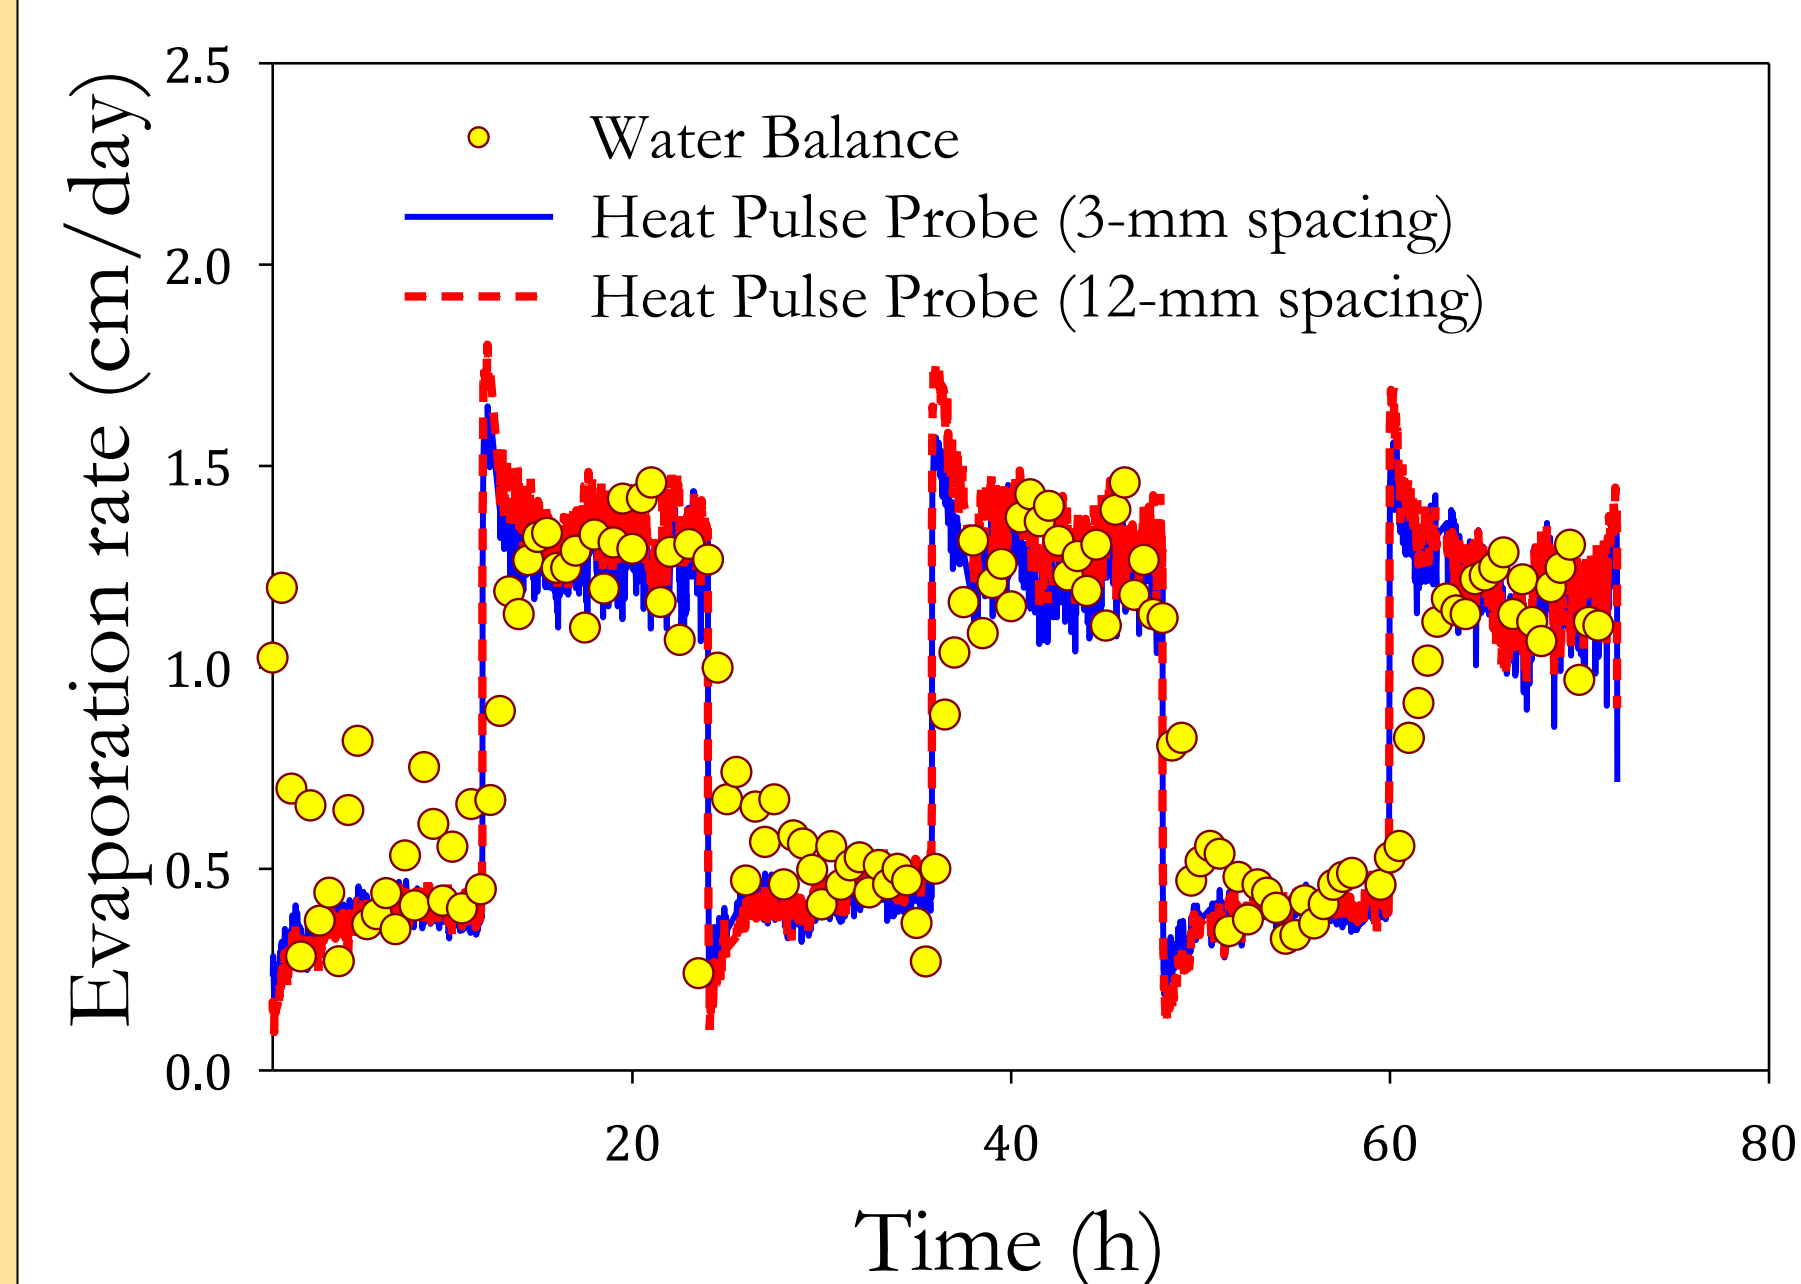 Evaporation rate (cm/day)
2.5
2.0
1.5
1.0
0.5
0.0
Water Balance
Heat Pulse Probe (3-mm spacing)
Heat Pulse Probe (12-mm spacing)
20 40 60 80
Time (h)